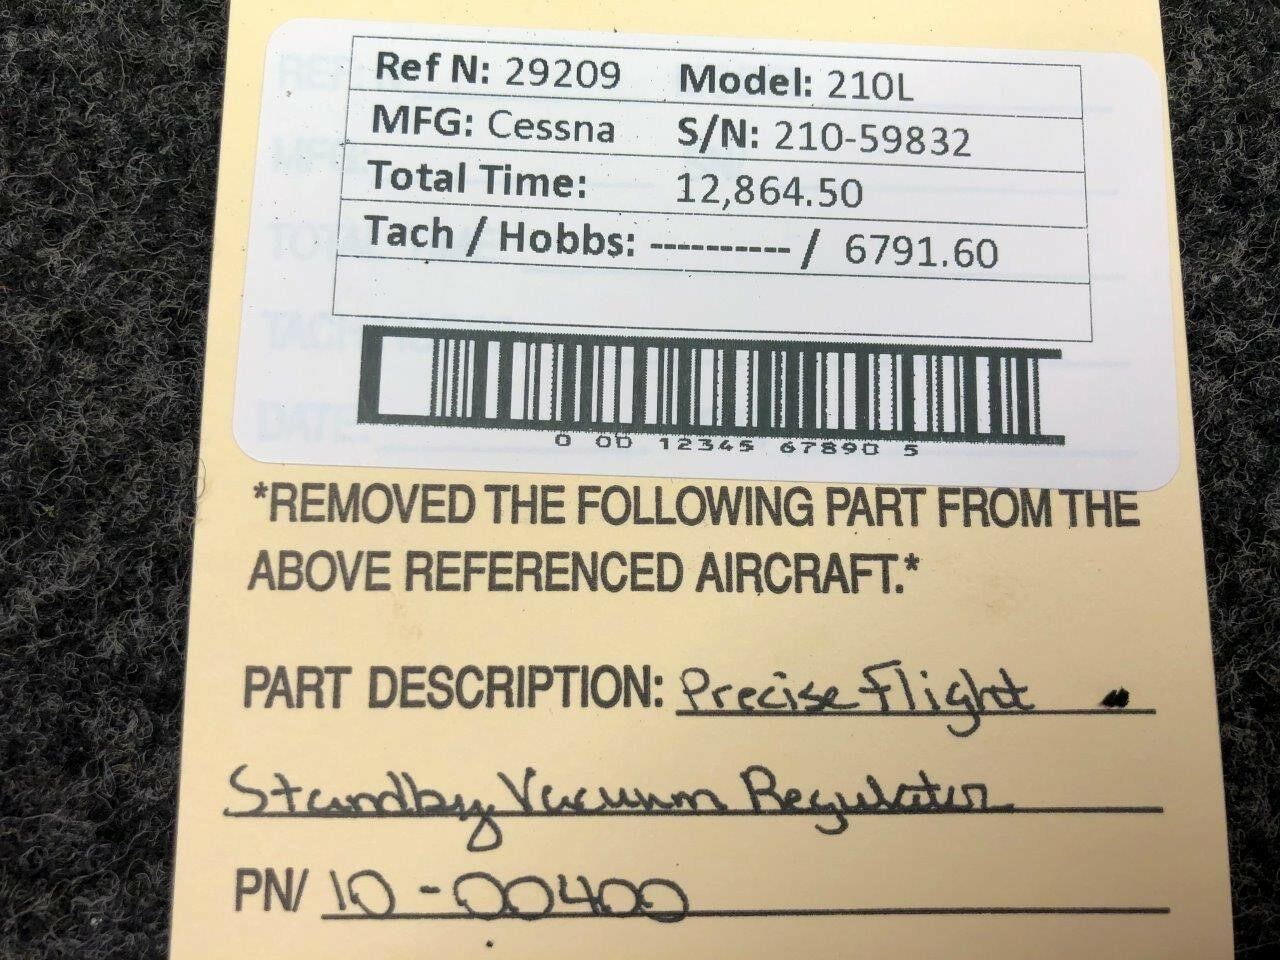 Ref N: 29209 Model: 210L
MFG: Cessna S/N: 210-59832
Total Time: 12,864.50
Tach / Hobbs: ---------- / 6791.60
0 00 12345 67890 5
*REMOVED THE FOLLOWING PART FROM THE
ABOVE REFERENCED AIRCRAFT.*
PART DESCRIPTION: Precise Flight
Standby Vacuum Regulator
PN/ 10-00400